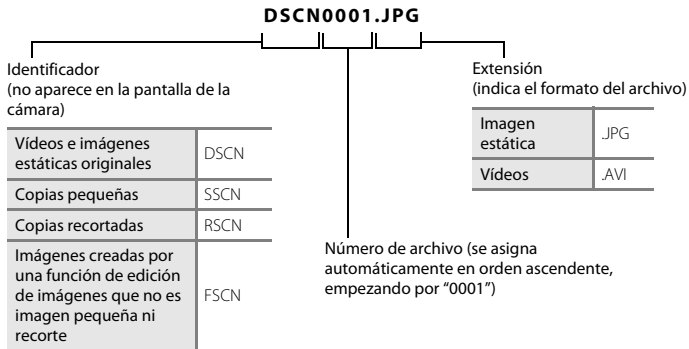 DSCN0001.JPG
Identificador
(no aparece en la pantalla de la
cámara)
Vídeos e imágenes
estáticas originales
DSCN
Copias pequeñas
SSCN
Copias recortadas
RSCN
Imágenes creadas por
una función de edición
de imágenes que no es
imagen pequeña ni
recorte
FSCN
Número de archivo (se asigna
automáticamente en orden ascendente,
empezando por “0001”)
Extensión
(indica el formato del archivo)
Imagen
estática
.JPG
Vídeos
.AVI